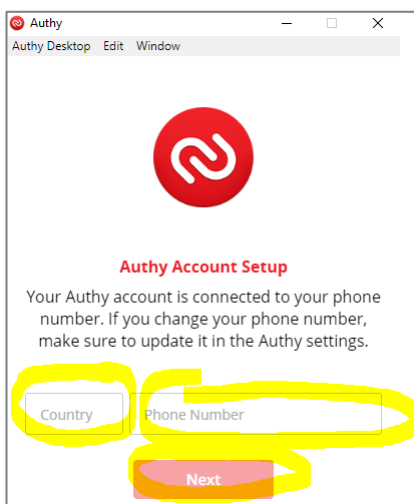 Authy
Authy Desktop Edit Window
Authy Account Setup
Your Authy account is connected to your phone
number. If you change your phone number,
make sure to update it in the Authy settings.
Country Phone Number
Next